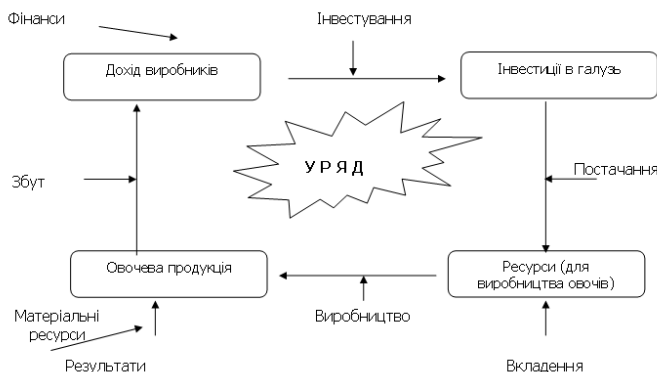 Фінанси
Інвестування
Дохід виробників
Інвестиції в галузь
УРЯД
Збут
Постачання
Овочева продукція
Ресурси (для
виробництва овочів)
Матеріальні
ресурси
Виробництво
Результати
Вкладення